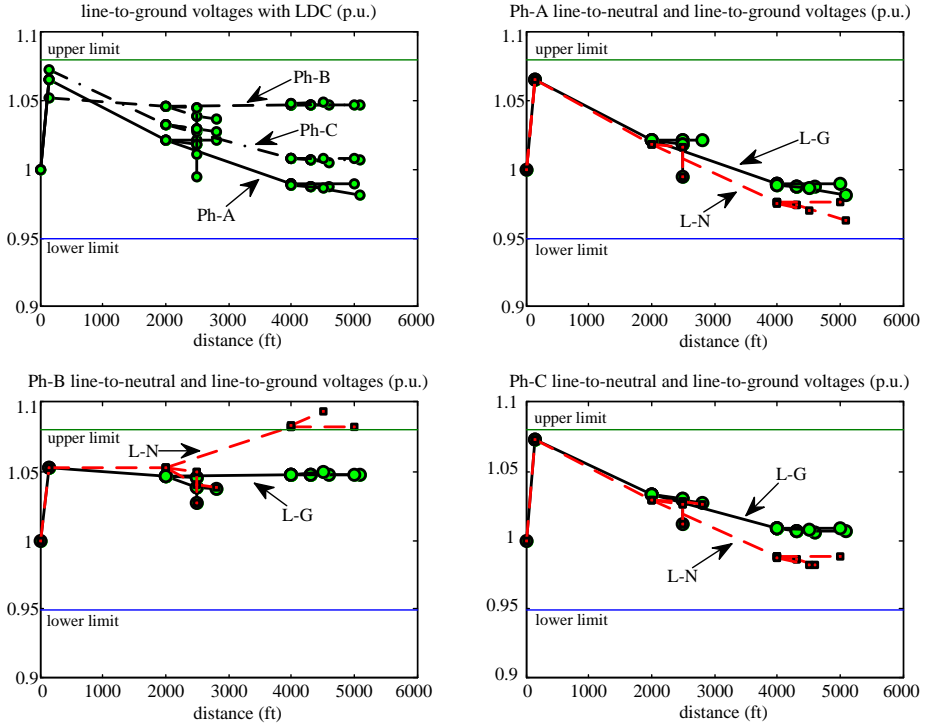 line-to-ground voltages with LDC (p.u.)
1.1
upper limit
Ph-B
1.05
Ph-C
1
Ph-A
0.95
lower limit
0.9
0 1000 2000 3000 4000 5000 6000
distance (ft)
Ph-A line-to-neutral and line-to-ground voltages (p.u.)
1.1
upper limit
1.05
L-G
1
L-N
0.95
lower limit
0.9
0 1000 2000 3000 4000 5000 6000
distance (ft)
Ph-B line-to-neutral and line-to-ground voltages (p.u.)
1.1
upper limit
L-N
1.05
L-G
1
0.95
lower limit
0.9
0 1000 2000 3000 4000 5000 6000
distance (ft)
Ph-C line-to-neutral and line-to-ground voltages (p.u.)
1.1
upper limit
1.05
L-G
1
L-N
0.95
lower limit
0.9
0 1000 2000 3000 4000 5000 6000
distance (ft)